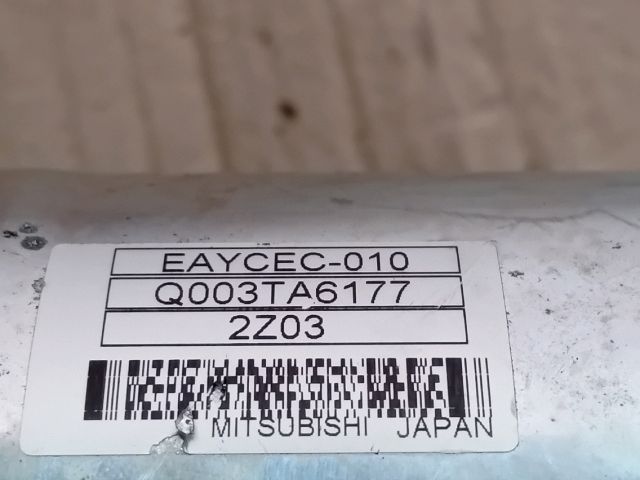 EAYCEC-010
Q003TA6177
2Z03
MITSUBISHI JAPAN